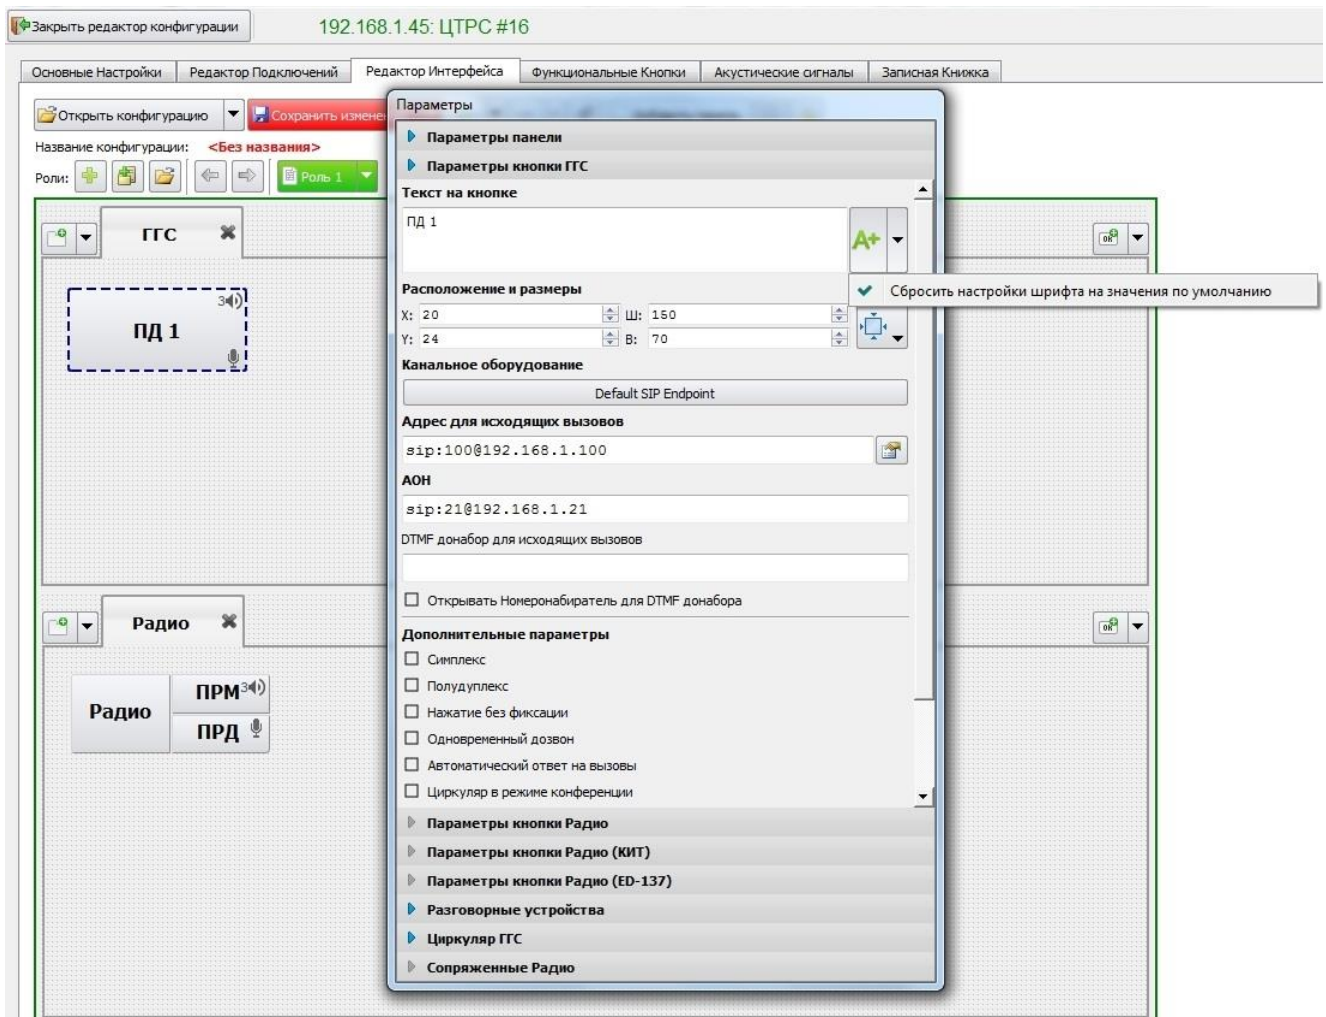 Закрыть редактор конфигурации
192.168.1.45: ЦТРС #16
Основные Настройки Редактор Подключений Редактор Интерфейса Функциональные Кнопки Акустические сигналы Записная Книжка
Открыть конфигурацию Сохранить
Название конфигурации: <Без названия>
Роли: Роль 1
ГГС
3
ПД 1
Радио
Радио
ПРМ 3
ПРД
Параметры
Параметры панели
Параметры кнопки ГГС
Текст на кнопке
ПД 1
A+
Сбросить настройки шрифта на значения по умолчанию
Расположение и размеры
X: 20 Ш: 150
Y: 24 В: 70
Канальное оборудование
Default SIP Endpoint
Адрес для исходящих вызовов
sip:100@192.168.1.100
АОН
sip:21@192.168.1.21
DTMF донабор для исходящих вызовов
Открывать Номеронабиратель для DTMF донабора
Дополнительные параметры
Симплекс
Полудуплекс
Нажатие без фиксации
Одновременный дозвон
Автоматический ответ на вызовы
Циркуляр в режиме конференции
Параметры кнопки Радио
Параметры кнопки Радио (КИТ)
Параметры кнопки Радио (ED-137)
Разговорные устройства
Циркуляр ГГС
Сопряженные Радио
OK
OK